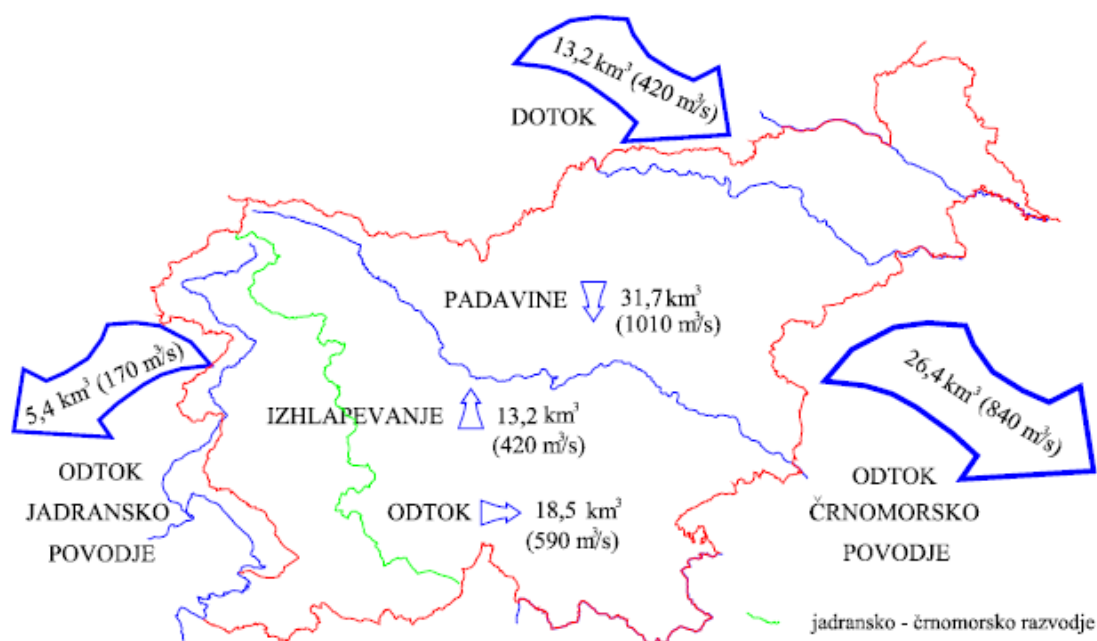 13,2 km³ (420 m³/s)
DOTOK
PADAVINE
31,7 km³
(1010 m³/s)
5,4 km³ (170 m³/s)
26,4 km³ (840 m³/s)
IZHLAPEVANJE
13,2 km³
(420 m³/s)
ODTOK
JADRANSKO
POVODJE
ODTOK
18,5 km³
(590 m³/s)
ODTOK
ČRNOMORSKO
POVODJE
jadransko - črnomorsko razvodje